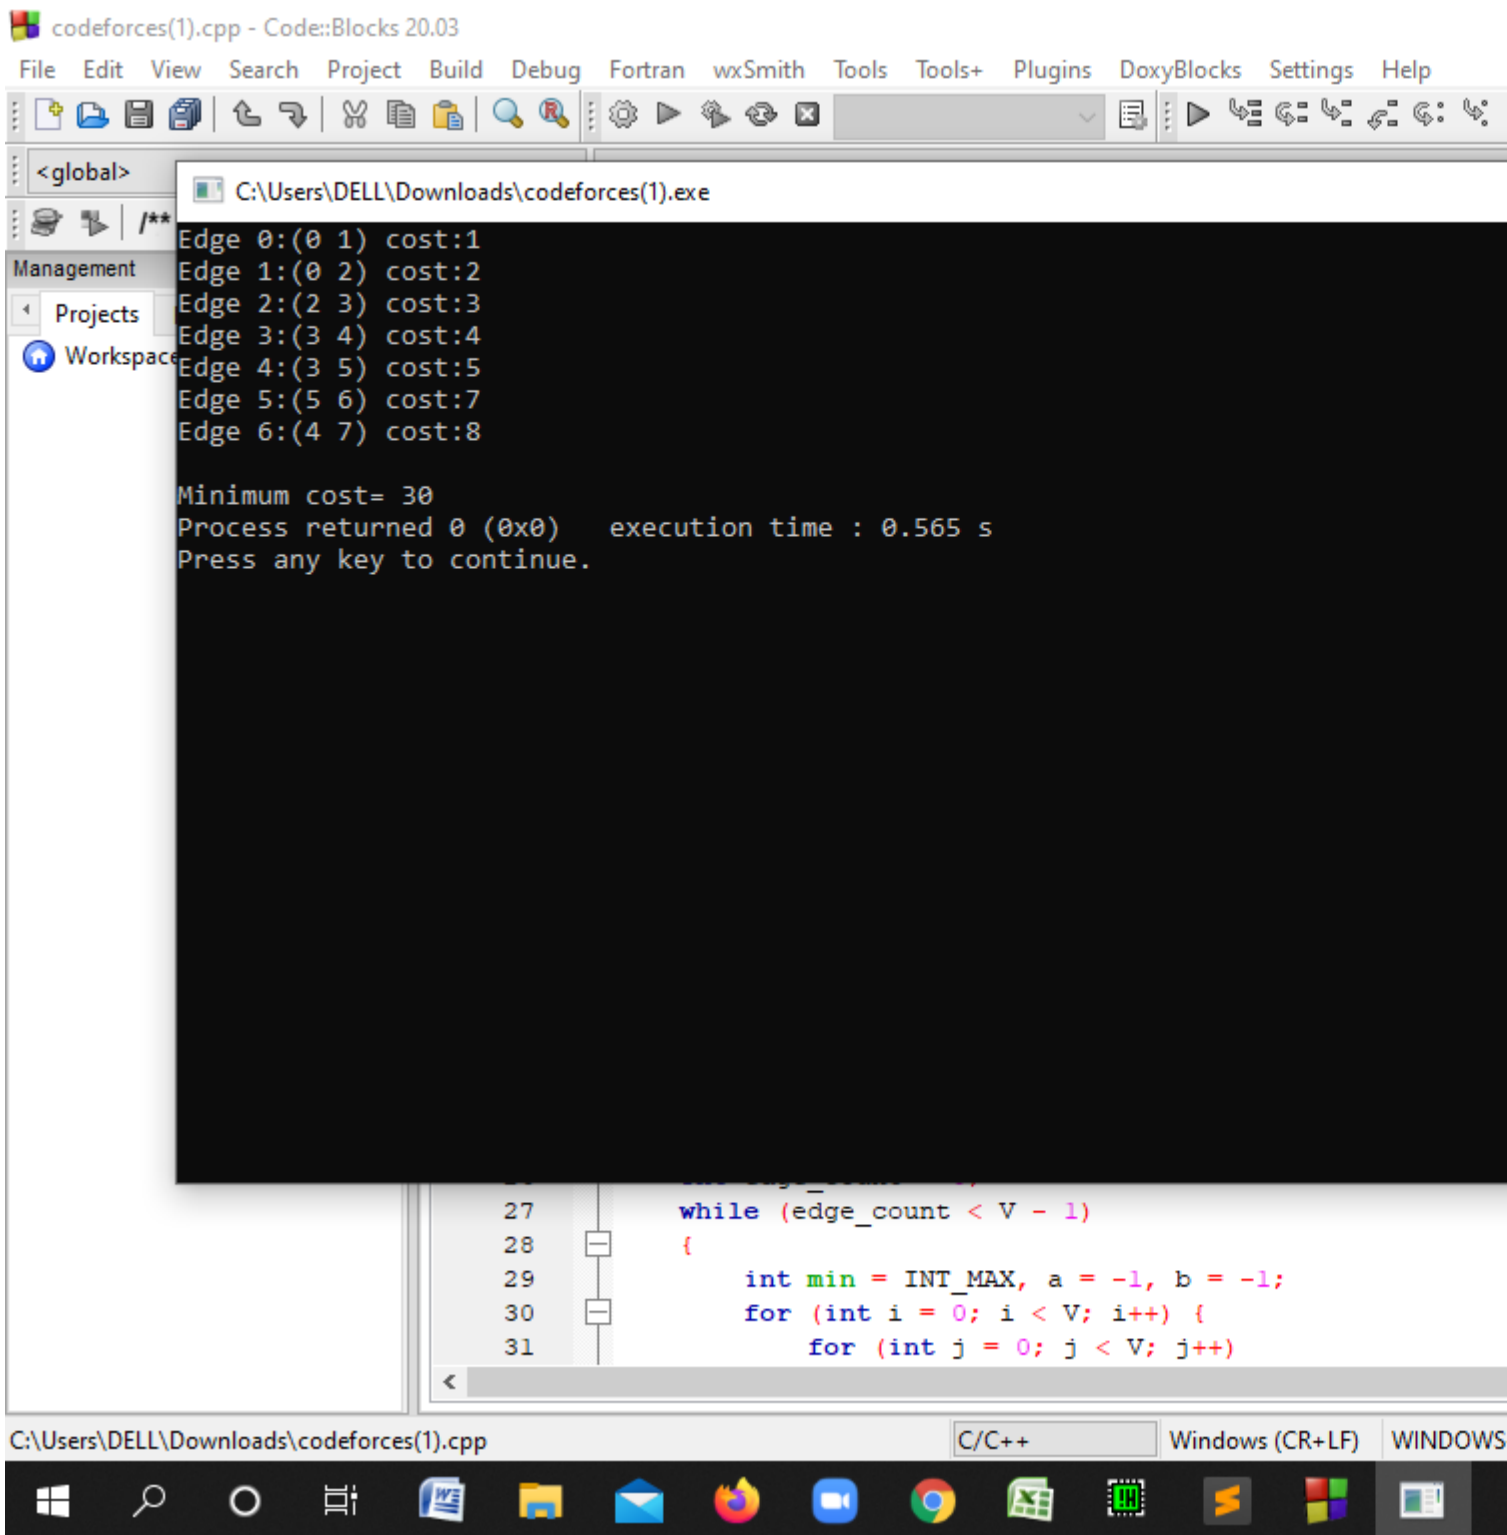 codeforces(1).cpp - Code::Blocks 20.03
File Edit View Search Project Build Debug Fortran wxSmith Tools Tools+ Plugins DoxyBlocks Settings Help
<global>
C:\Users\DELL\Downloads\codeforces(1).exe
/**
Management
Projects
Workspace
Edge 0:(0 1) cost:1
Edge 1:(0 2) cost:2
Edge 2:(2 3) cost:3
Edge 3:(3 4) cost:4
Edge 4:(3 5) cost:5
Edge 5:(5 6) cost:7
Edge 6:(4 7) cost:8
Minimum cost= 30
Process returned 0 (0x0)   execution time : 0.565 s
Press any key to continue.
27 while (edge_count < V - 1)
28 {
29 int min = INT_MAX, a = -1, b = -1;
30 for (int i = 0; i < V; i++) {
31 for (int j = 0; j < V; j++)
C:\Users\DELL\Downloads\codeforces(1).cpp C/C++ Windows (CR+LF) WINDOWS